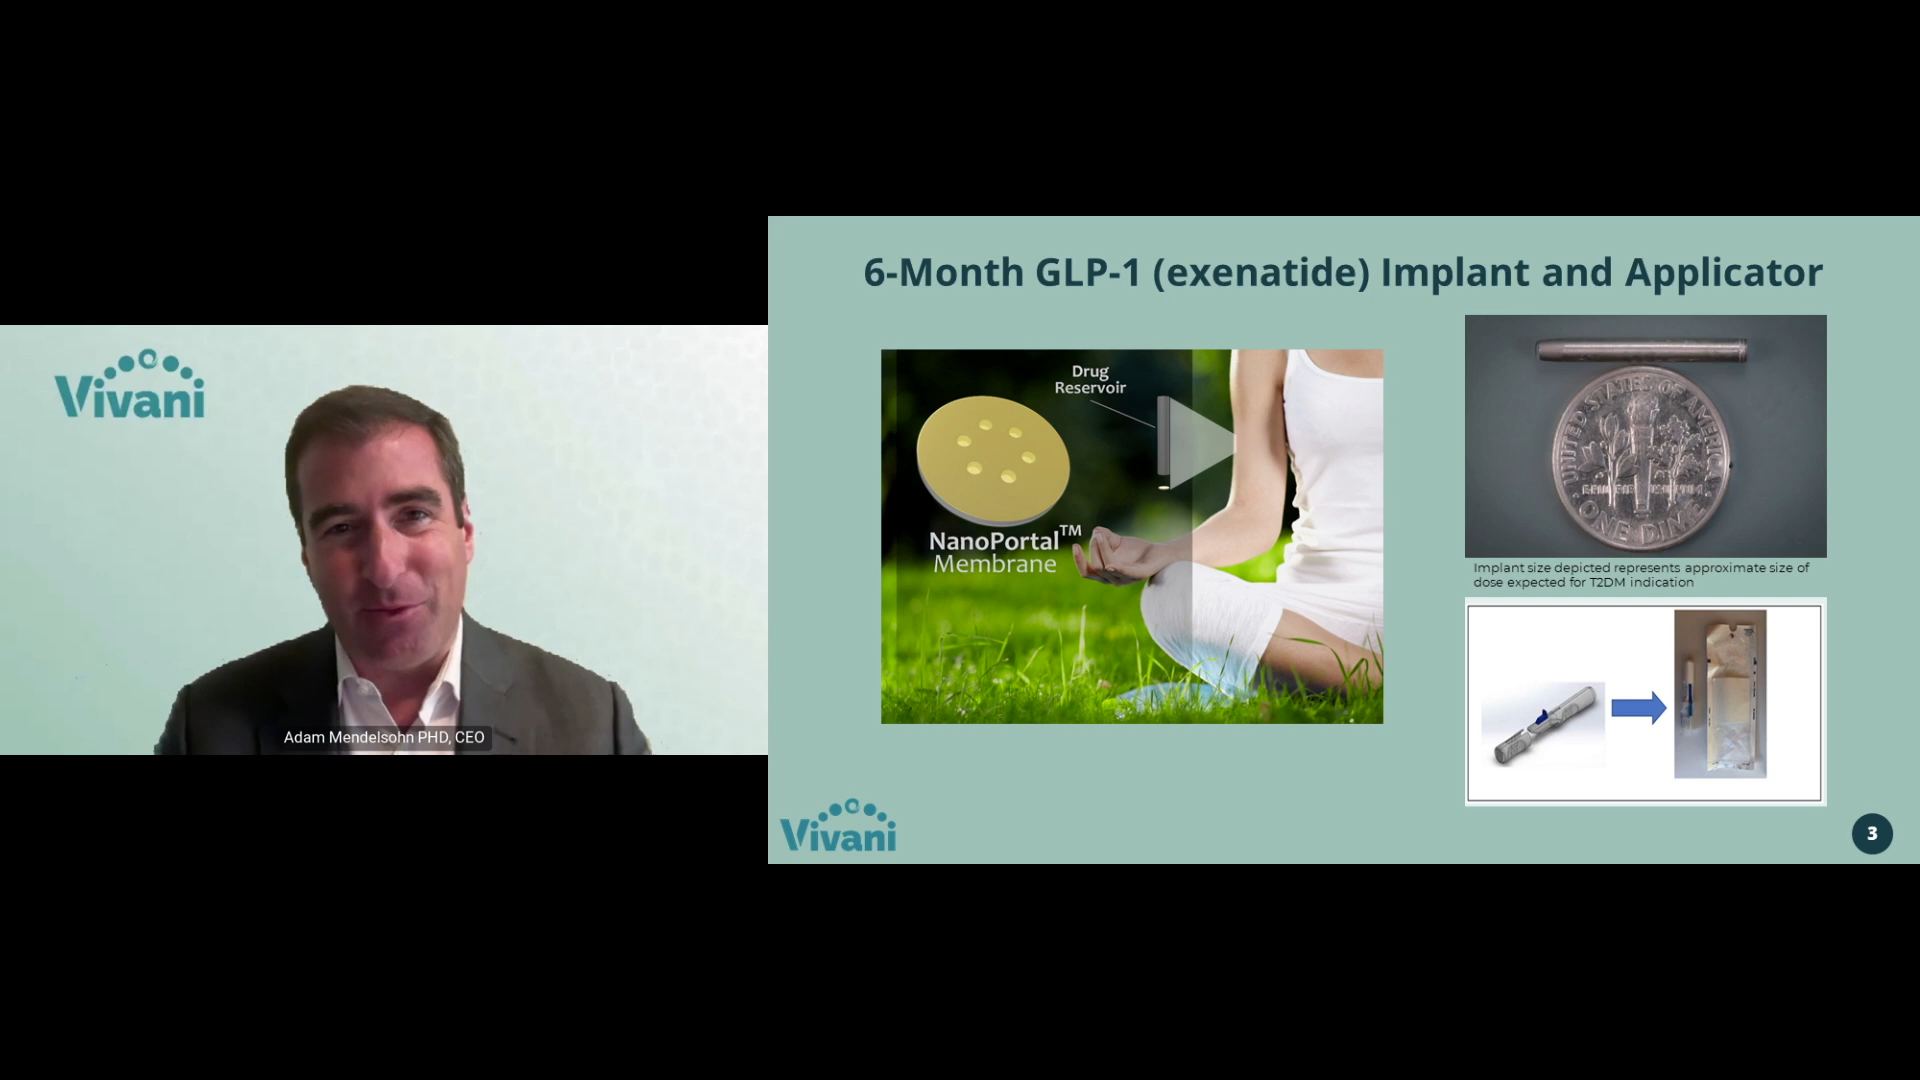 Vivani
Adam Mendelsohn PHD, CEO
6-Month GLP-1 (exenatide) Implant and Applicator
Drug
Reservoir
NanoPortal™
Membrane
UNITED STATES OF AMERICA
ONE DIME
Implant size depicted represents approximate size of
dose expected for T2DM indication
Vivani
3